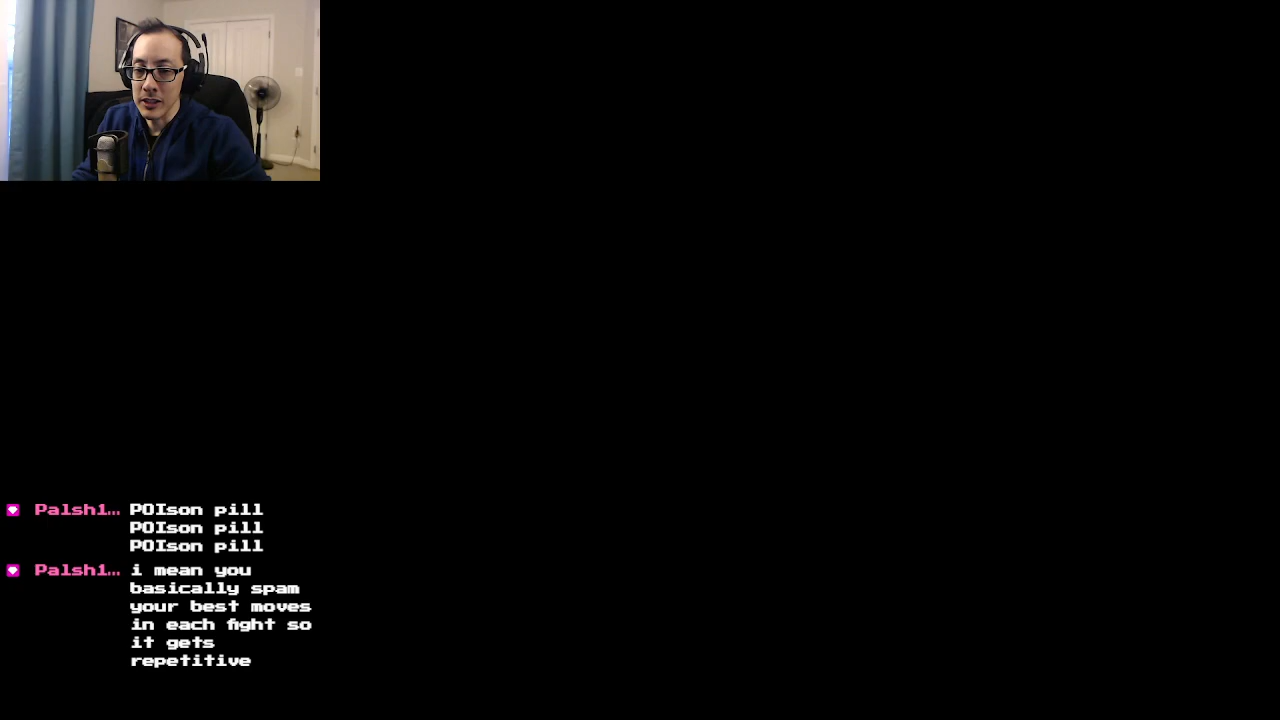 Palsh1… POIson pill
POIson pill
POIson pill
Palsh1… i mean you
basically spam
your best moves
in each fight so
it gets
repetitive